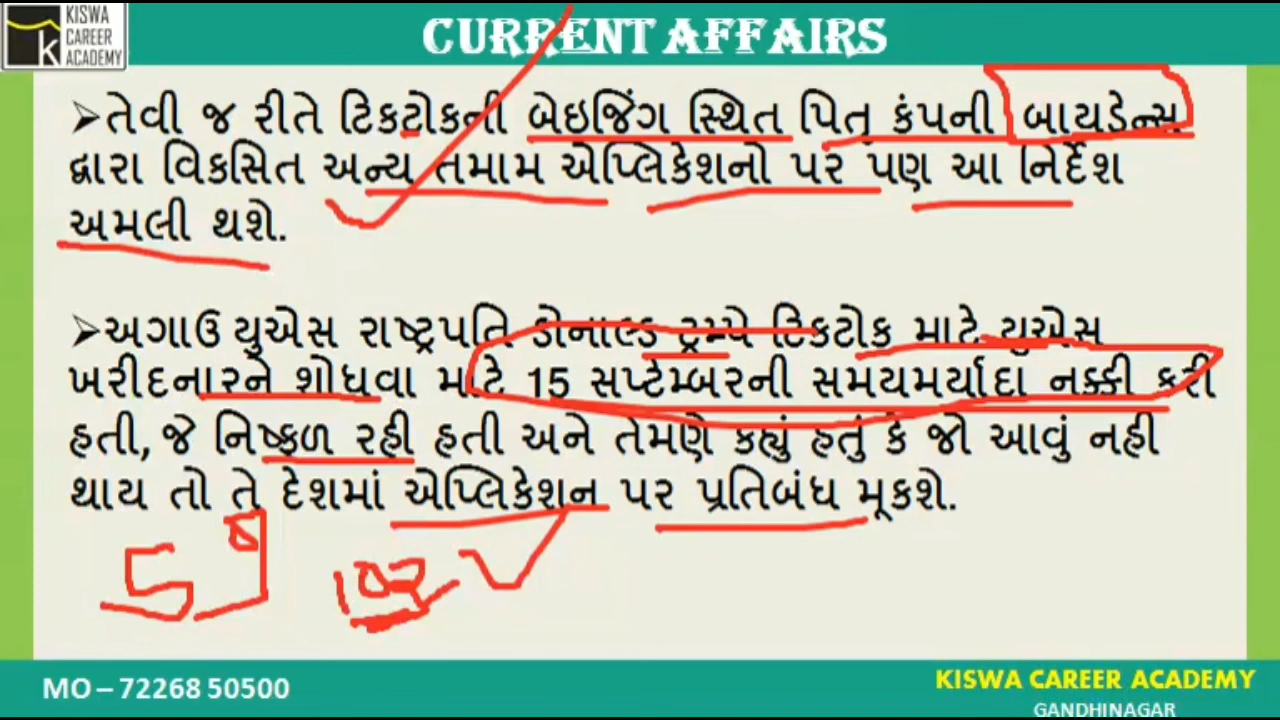 KISWA
CAREER
ACADEMY
CURRENT AFFAIRS
➢તેવી જ રીતે ટિકટોકની બેઇજિંગ સ્થિત પિતૃ કંપની બાયડેન્સ
દ્વારા વિકસિત અન્ય તમામ એપ્લિકેશનો પર પણ આ નિર્દેશ
અમલી થશે.
➢અગાઉ યુએસ રાષ્ટ્રપતિ ડોનાલ્ડ ટ્રમ્પે ટિકટોક માટે યુએસ
ખરીદનારને શોધવા માટે 15 સપ્ટેમ્બરની સમયમર્યાદા નક્કી કરી
હતી, જે નિષ્ફળ રહી હતી અને તેમણે કહ્યું હતું કે જો આવું નહી
થાય તો તે દેશમાં એપ્લિકેશન પર પ્રતિબંધ મૂકશે.
59 102
MO – 72268 50500
KISWA CAREER ACADEMY
GANDHINAGAR